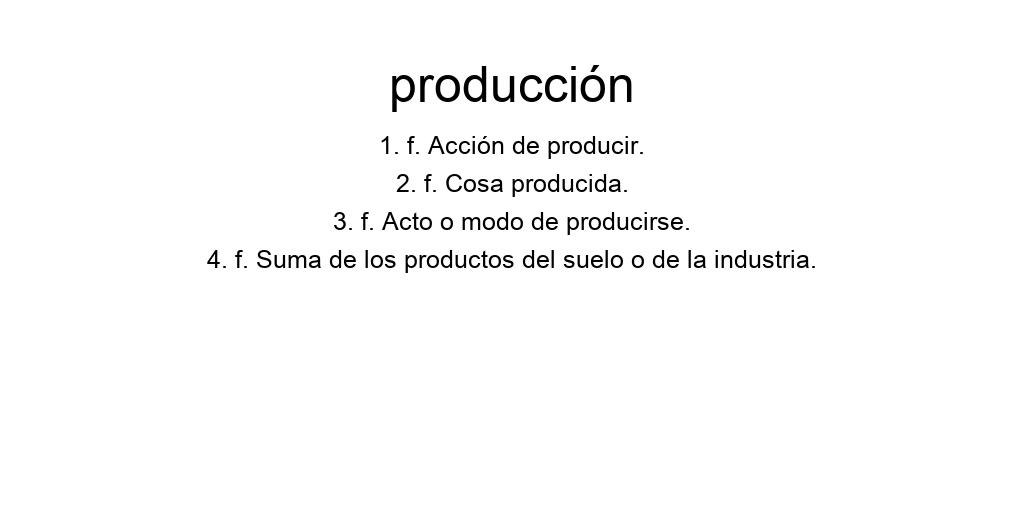 producción
1. f. Acción de producir.
2. f. Cosa producida.
3. f. Acto o modo de producirse.
4. f. Suma de los productos del suelo o de la industria.